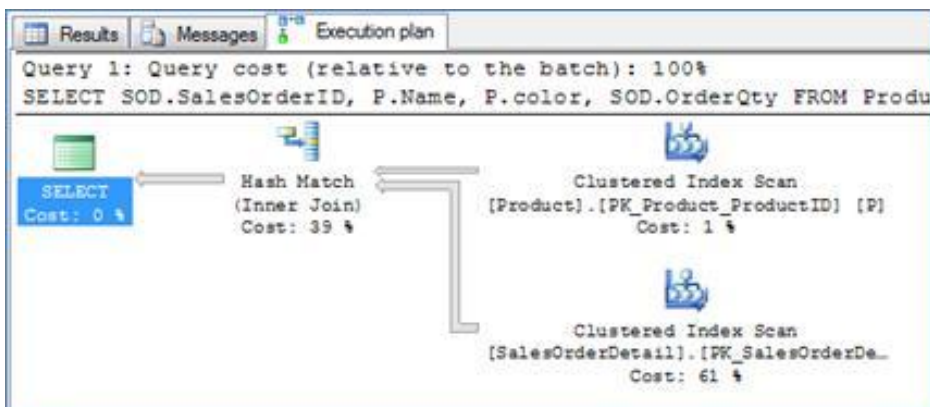 Results Messages Execution plan
Query 1: Query cost (relative to the batch): 100%
SELECT SOD.SalesOrderID, P.Name, P.color, SOD.OrderQty FROM Produ
SELECT
Cost: 0 %
Hash Match
(Inner Join)
Cost: 39 %
Clustered Index Scan
[Product].[PK_Product_ProductID] [P]
Cost: 1 %
Clustered Index Scan
[SalesOrderDetail].[PK_SalesOrderDe…
Cost: 61 %